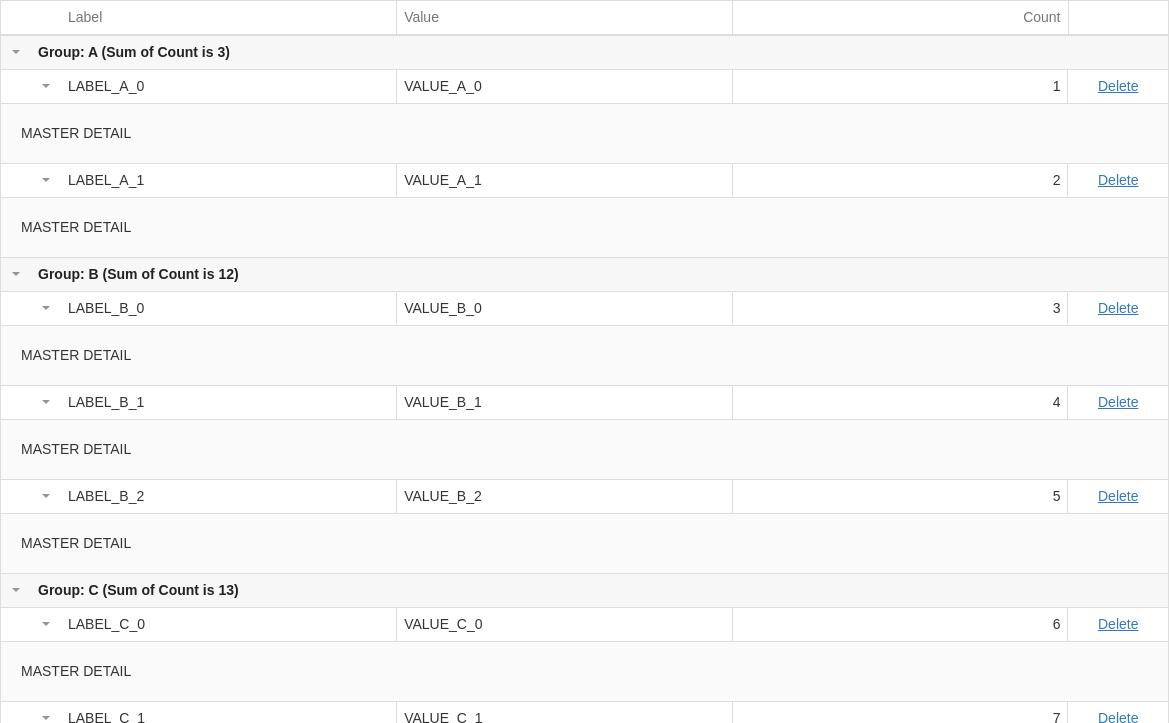 Label Value Count
Group: A (Sum of Count is 3)
LABEL_A_0 VALUE_A_0 1 Delete
MASTER DETAIL
LABEL_A_1 VALUE_A_1 2 Delete
MASTER DETAIL
Group: B (Sum of Count is 12)
LABEL_B_0 VALUE_B_0 3 Delete
MASTER DETAIL
LABEL_B_1 VALUE_B_1 4 Delete
MASTER DETAIL
LABEL_B_2 VALUE_B_2 5 Delete
MASTER DETAIL
Group: C (Sum of Count is 13)
LABEL_C_0 VALUE_C_0 6 Delete
MASTER DETAIL
LABEL_C_1 VALUE_C_1 7 Delete